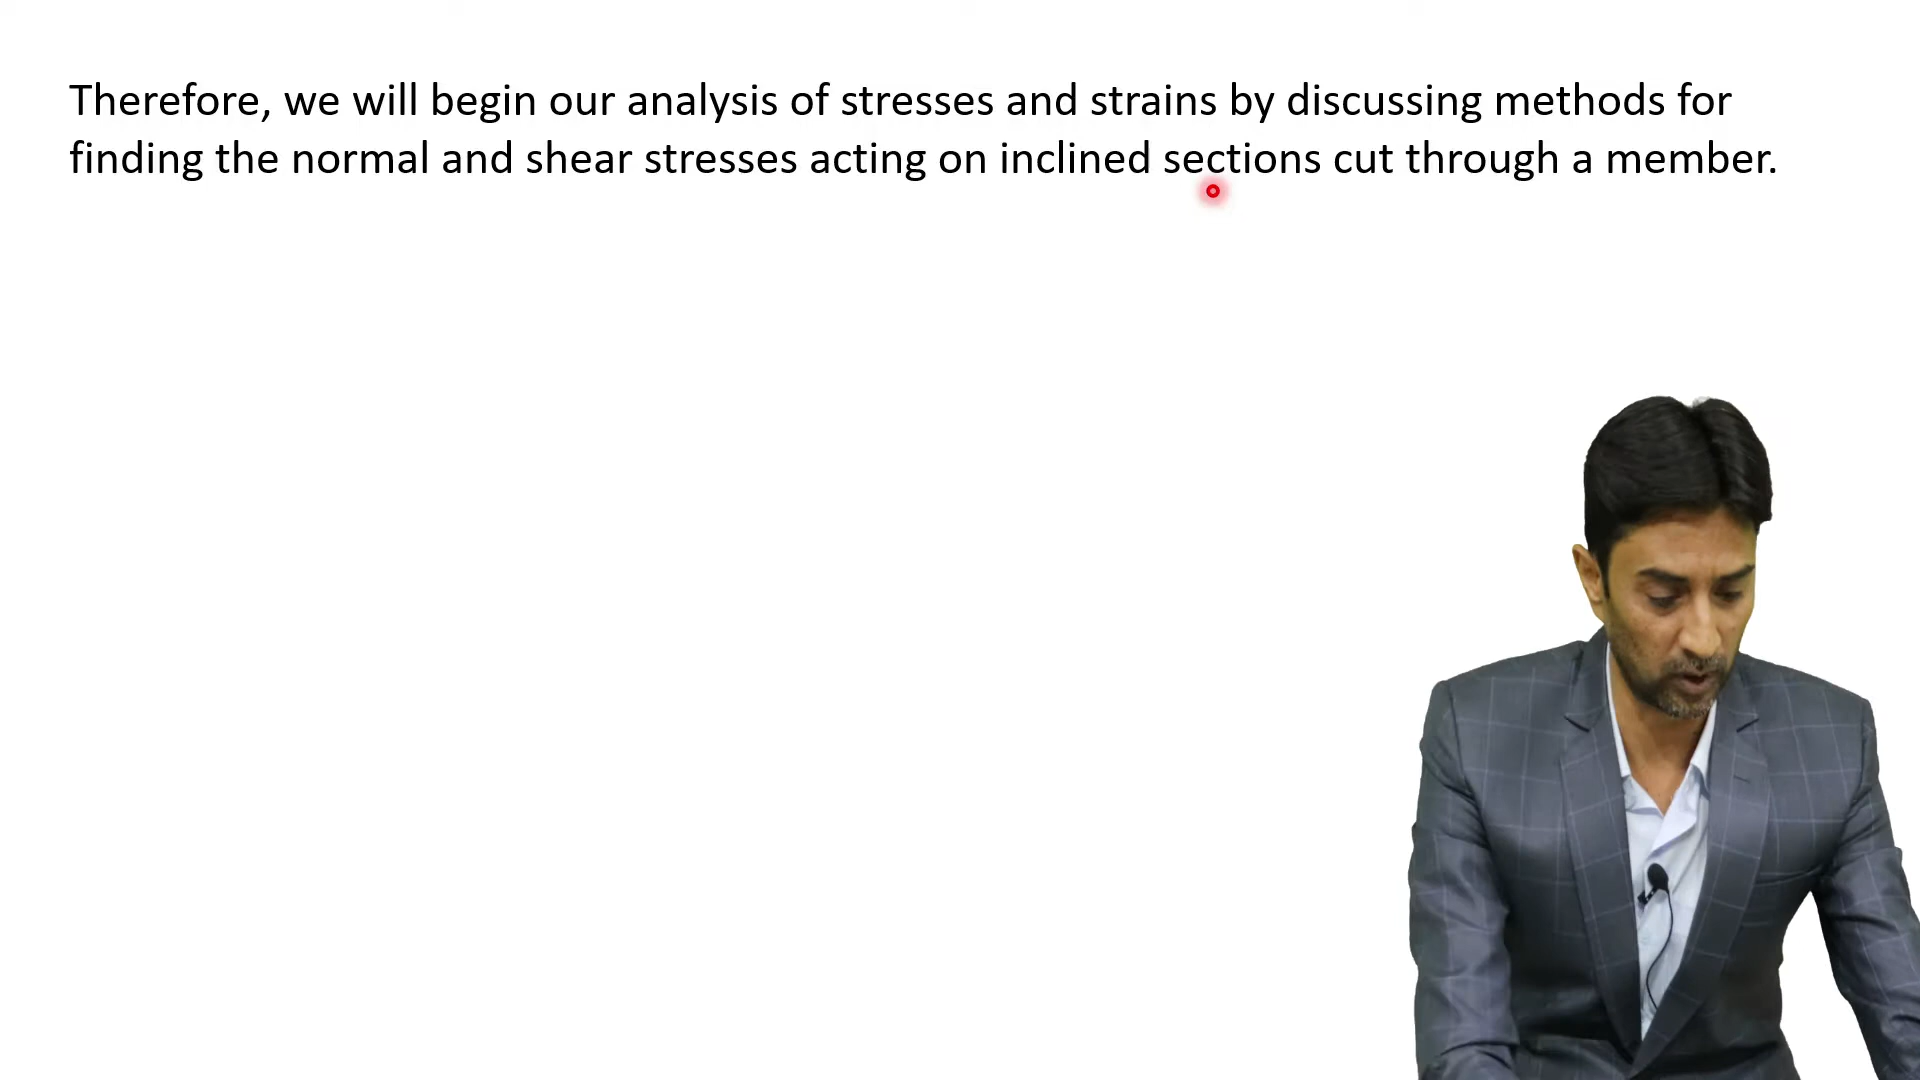 Therefore, we will begin our analysis of stresses and strains by discussing methods for
finding the normal and shear stresses acting on inclined sections cut through a member.